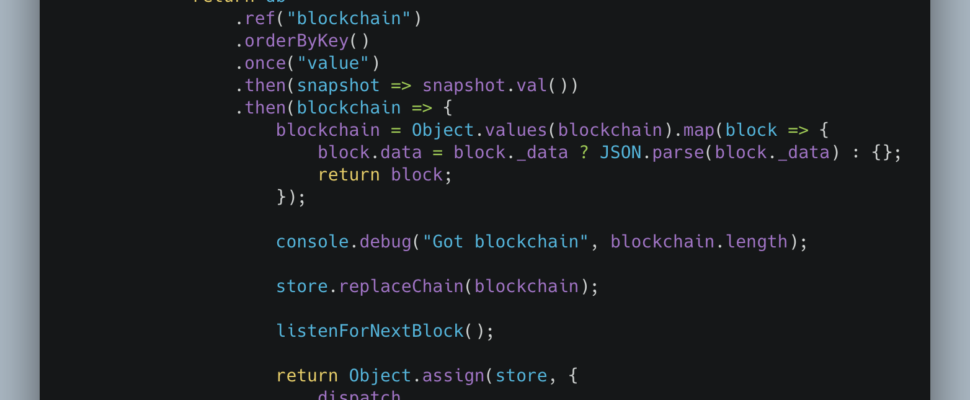 return db
.ref("blockchain")
.orderByKey()
.once("value")
.then(snapshot => snapshot.val())
.then(blockchain => {
blockchain = Object.values(blockchain).map(block => {
block.data = block._data ? JSON.parse(block._data) : {};
return block;
});
console.debug("Got blockchain", blockchain.length);
store.replaceChain(blockchain);
listenForNextBlock();
return Object.assign(store, {
dispatch